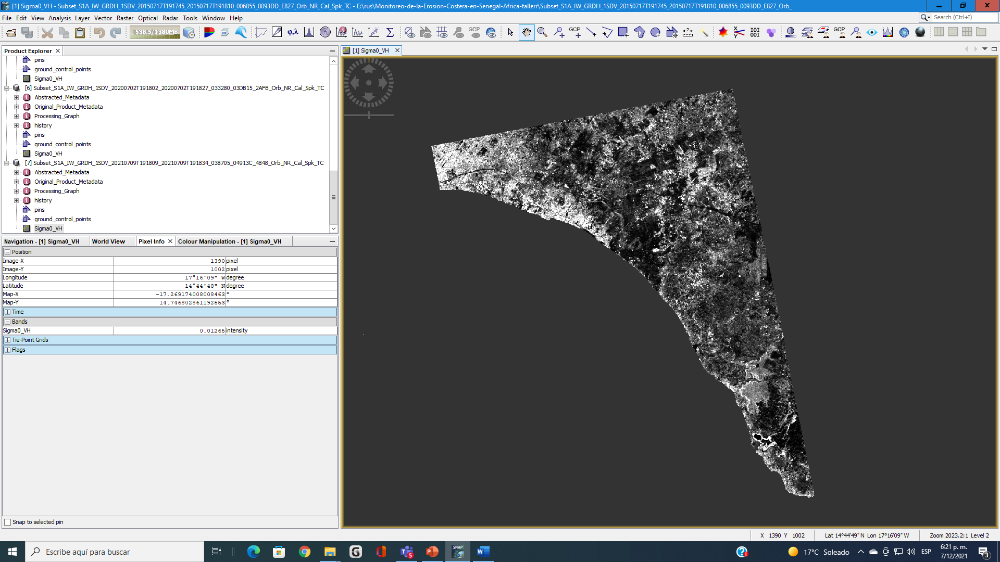 [1] Sigma0_VH - Subset_S1A_IW_GRDH_1SDV_20150717T191745_20150717T191810_006855_0093DD_E827_Orb_NR_Cal_Spk_TC - E:\rus\Monitoreo-de-la-Erosion-Costera-en-Senegal-Africa-tallerr\Subset_S1A_IW_GRDH_1SDV_20150717T191745_20150717T191810_006855_0093DD_E827_Orb_
File Edit View Analysis Layer Vector Raster Optical Radar Tools Window Help
Search (Ctrl+I)
538.5/1380MB
φ,λ
Σ
GCP
GCP
GCP
Product Explorer
[1] Sigma0_VH
pins
ground_control_points
Sigma0_VH
[6] Subset_S1A_IW_GRDH_1SDV_20200702T191802_20200702T191827_033280_03DB15_2AFB_Orb_NR_Cal_Spk_TC
Abstracted_Metadata
Original_Product_Metadata
Processing_Graph
history
pins
ground_control_points
Sigma0_VH
[7] Subset_S1A_IW_GRDH_1SDV_20210709T191809_20210709T191834_038705_04913C_4848_Orb_NR_Cal_Spk_TC
Abstracted_Metadata
Original_Product_Metadata
Processing_Graph
history
pins
ground_control_points
Sigma0_VH
Navigation - [1] Sigma0_VH World View Pixel Info Colour Manipulation - [1] Sigma0_VH
Position
Image-X 1390 pixel
Image-Y 1002 pixel
Longitude 17°16'09" W degree
Latitude 14°44'48" N degree
Map-X -17.269174008008463 °
Map-Y 14.746802861192553 °
Time
Bands
Sigma0_VH 0.01265 intensity
Tie-Point Grids
Flags
Snap to selected pin
X 1390 Y 1002 Lat 14°44'49" N Lon 17°16'09" W Zoom 2023.2:1 Level 2
Escribe aquí para buscar
5
SNAP
17°C Soleado
ESP
6:21 p. m.
7/12/2021
3